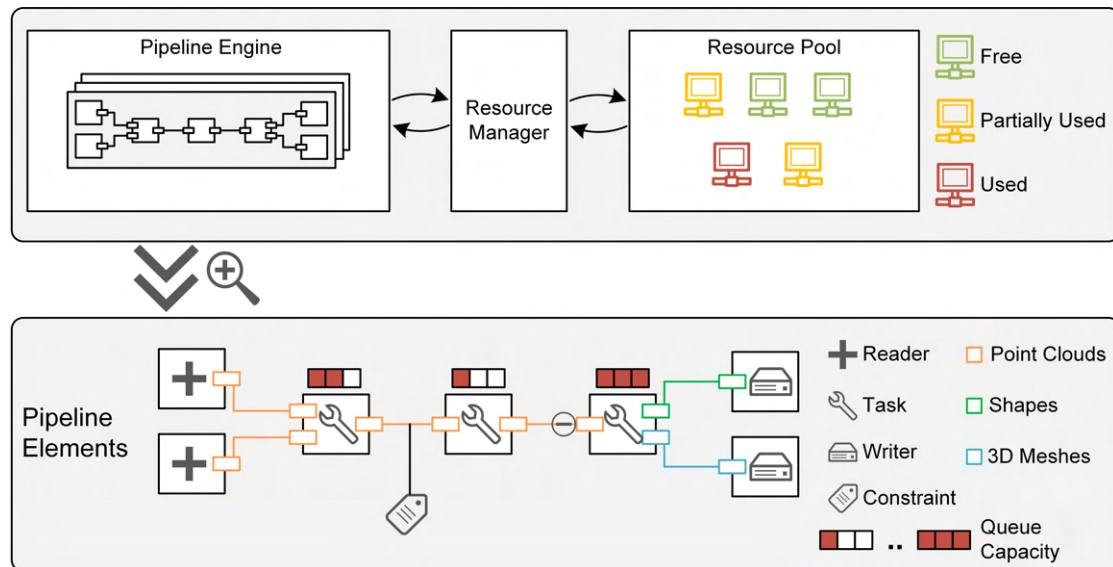 Pipeline Engine
Resource
Manager
Resource Pool
Free
Partially Used
Used
Pipeline
Elements
Reader
Point Clouds
Task
Shapes
Writer
3D Meshes
Constraint
..
Queue
Capacity